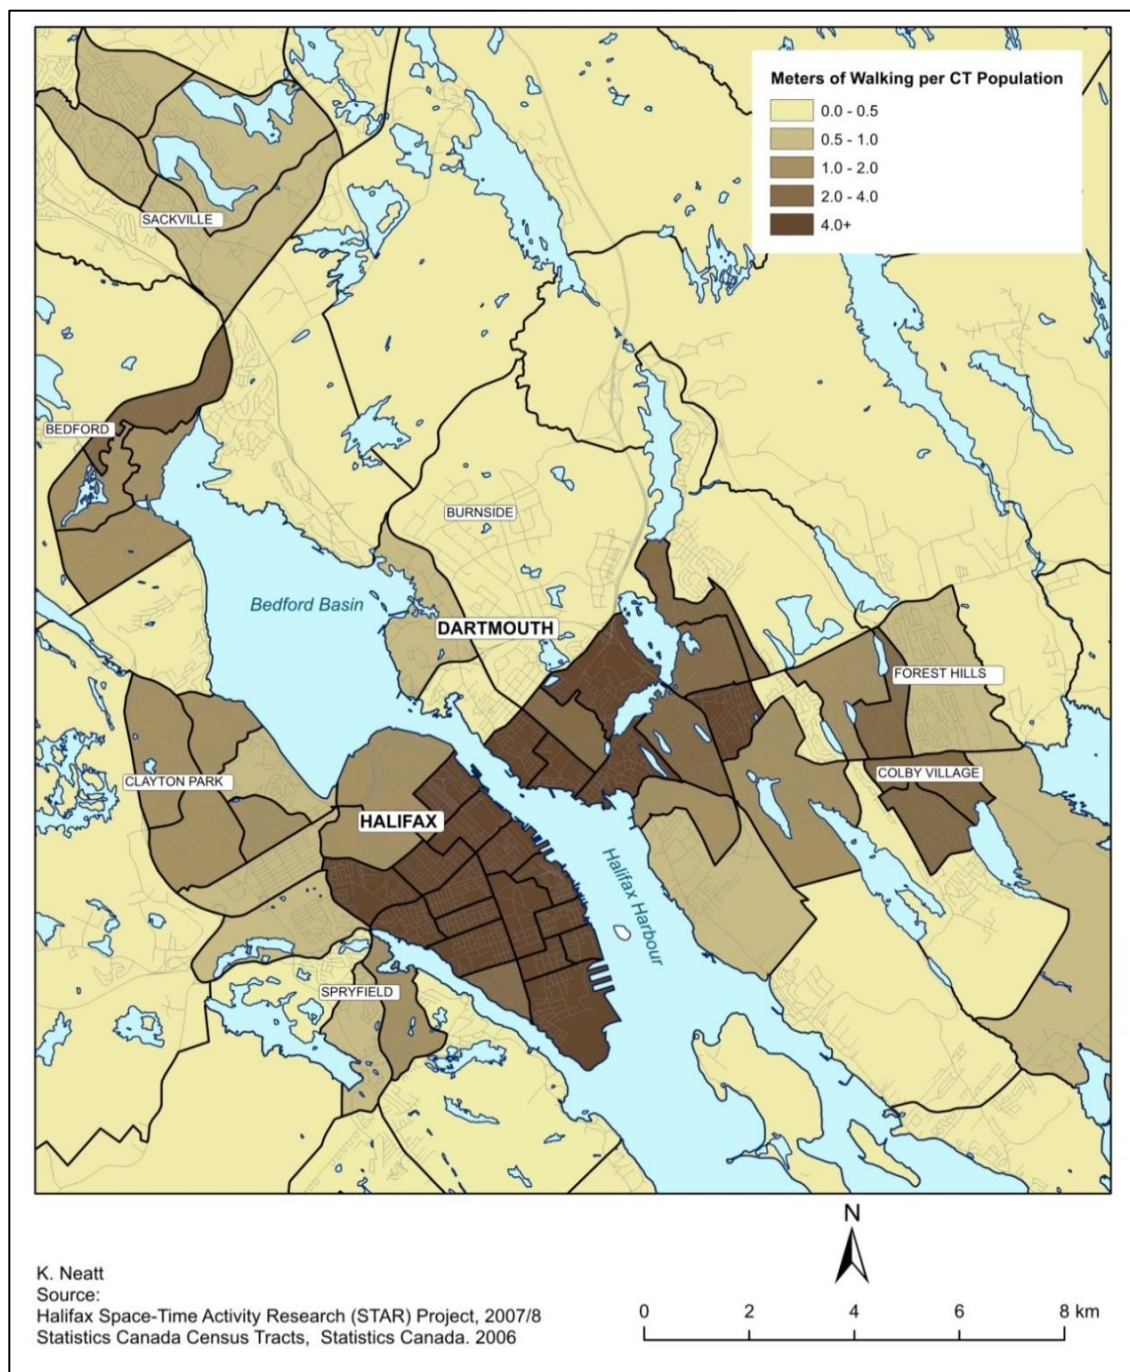 Meters of Walking per CT Population
0.0 - 0.5
0.5 - 1.0
1.0 - 2.0
2.0 - 4.0
4.0+
SACKVILLE
BEDFORD
BURNSIDE
Bedford Basin
DARTMOUTH
FOREST HILLS
CLAYTON PARK
COLBY VILLAGE
HALIFAX
Halifax Harbour
SPRYFIELD
N
K. Neatt
Source:
Halifax Space-Time Activity Research (STAR) Project, 2007/8
Statistics Canada Census Tracts, Statistics Canada. 2006
0 2 4 6 8 km